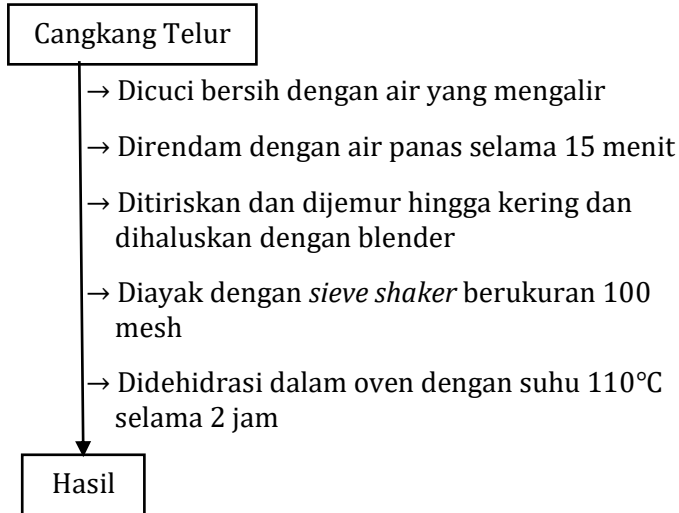 Cangkang Telur
→ Dicuci bersih dengan air yang mengalir
→ Direndam dengan air panas selama 15 menit
→ Ditiriskan dan dijemur hingga kering dan
dihaluskan dengan blender
→ Diayak dengan sieve shaker berukuran 100
mesh
→ Didehidrasi dalam oven dengan suhu 110°C
selama 2 jam
Hasil